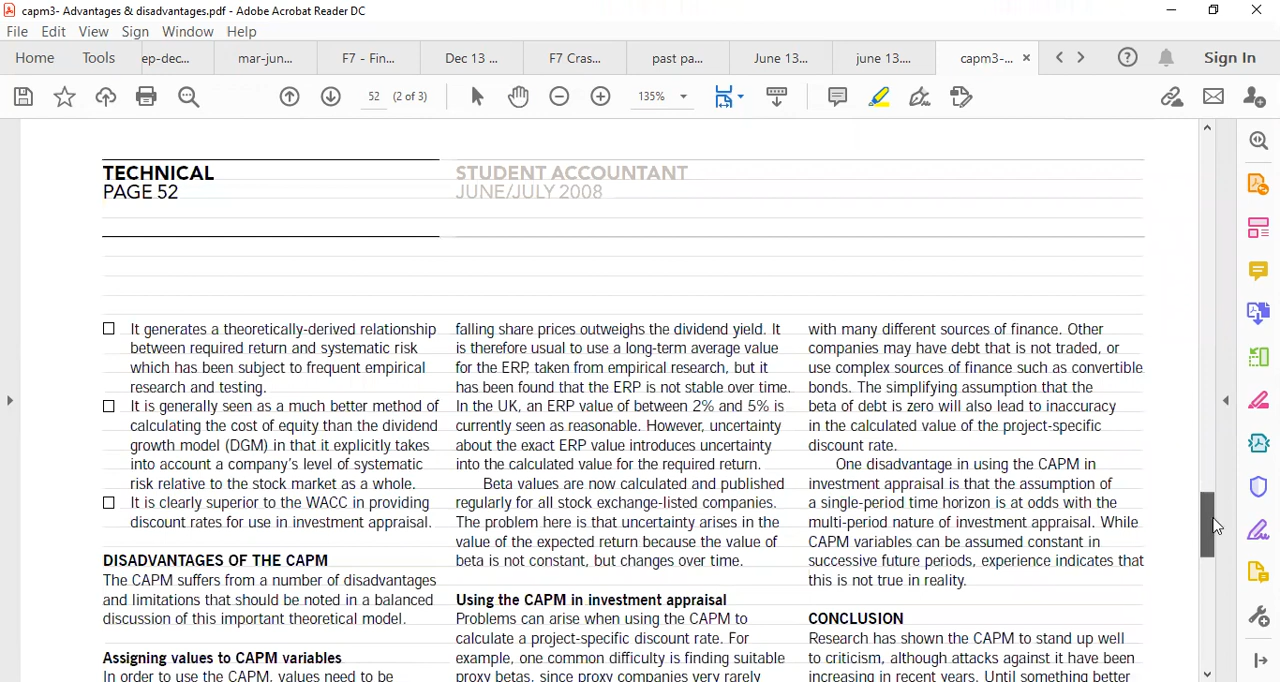 capm3- Advantages & disadvantages.pdf - Adobe Acrobat Reader DC
File Edit View Sign Window Help
Home Tools ep-dec... mar-jun... F7 - Fin... Dec 13 ... F7 Cras... past pa... June 13... june 13.... capm3-... × Sign In
52 (2 of 3) 135%
TECHNICAL
PAGE 52
STUDENT ACCOUNTANT
JUNE/JULY 2008
It generates a theoretically-derived relationship
between required return and systematic risk
which has been subject to frequent empirical
research and testing.
It is generally seen as a much better method of
calculating the cost of equity than the dividend
growth model (DGM) in that it explicitly takes
into account a company's level of systematic
risk relative to the stock market as a whole.
It is clearly superior to the WACC in providing
discount rates for use in investment appraisal.
DISADVANTAGES OF THE CAPM
The CAPM suffers from a number of disadvantages
and limitations that should be noted in a balanced
discussion of this important theoretical model.
Assigning values to CAPM variables
In order to use the CAPM, values need to be
falling share prices outweighs the dividend yield. It
is therefore usual to use a long-term average value
for the ERP, taken from empirical research, but it
has been found that the ERP is not stable over time.
In the UK, an ERP value of between 2% and 5% is
currently seen as reasonable. However, uncertainty
about the exact ERP value introduces uncertainty
into the calculated value for the required return.
Beta values are now calculated and published
regularly for all stock exchange-listed companies.
The problem here is that uncertainty arises in the
value of the expected return because the value of
beta is not constant, but changes over time.
Using the CAPM in investment appraisal
Problems can arise when using the CAPM to
calculate a project-specific discount rate. For
example, one common difficulty is finding suitable
proxy betas, since proxy companies very rarely
with many different sources of finance. Other
companies may have debt that is not traded, or
use complex sources of finance such as convertible
bonds. The simplifying assumption that the
beta of debt is zero will also lead to inaccuracy
in the calculated value of the project-specific
discount rate.
One disadvantage in using the CAPM in
investment appraisal is that the assumption of
a single-period time horizon is at odds with the
multi-period nature of investment appraisal. While
CAPM variables can be assumed constant in
successive future periods, experience indicates that
this is not true in reality.
CONCLUSION
Research has shown the CAPM to stand up well
to criticism, although attacks against it have been
increasing in recent years. Until something better